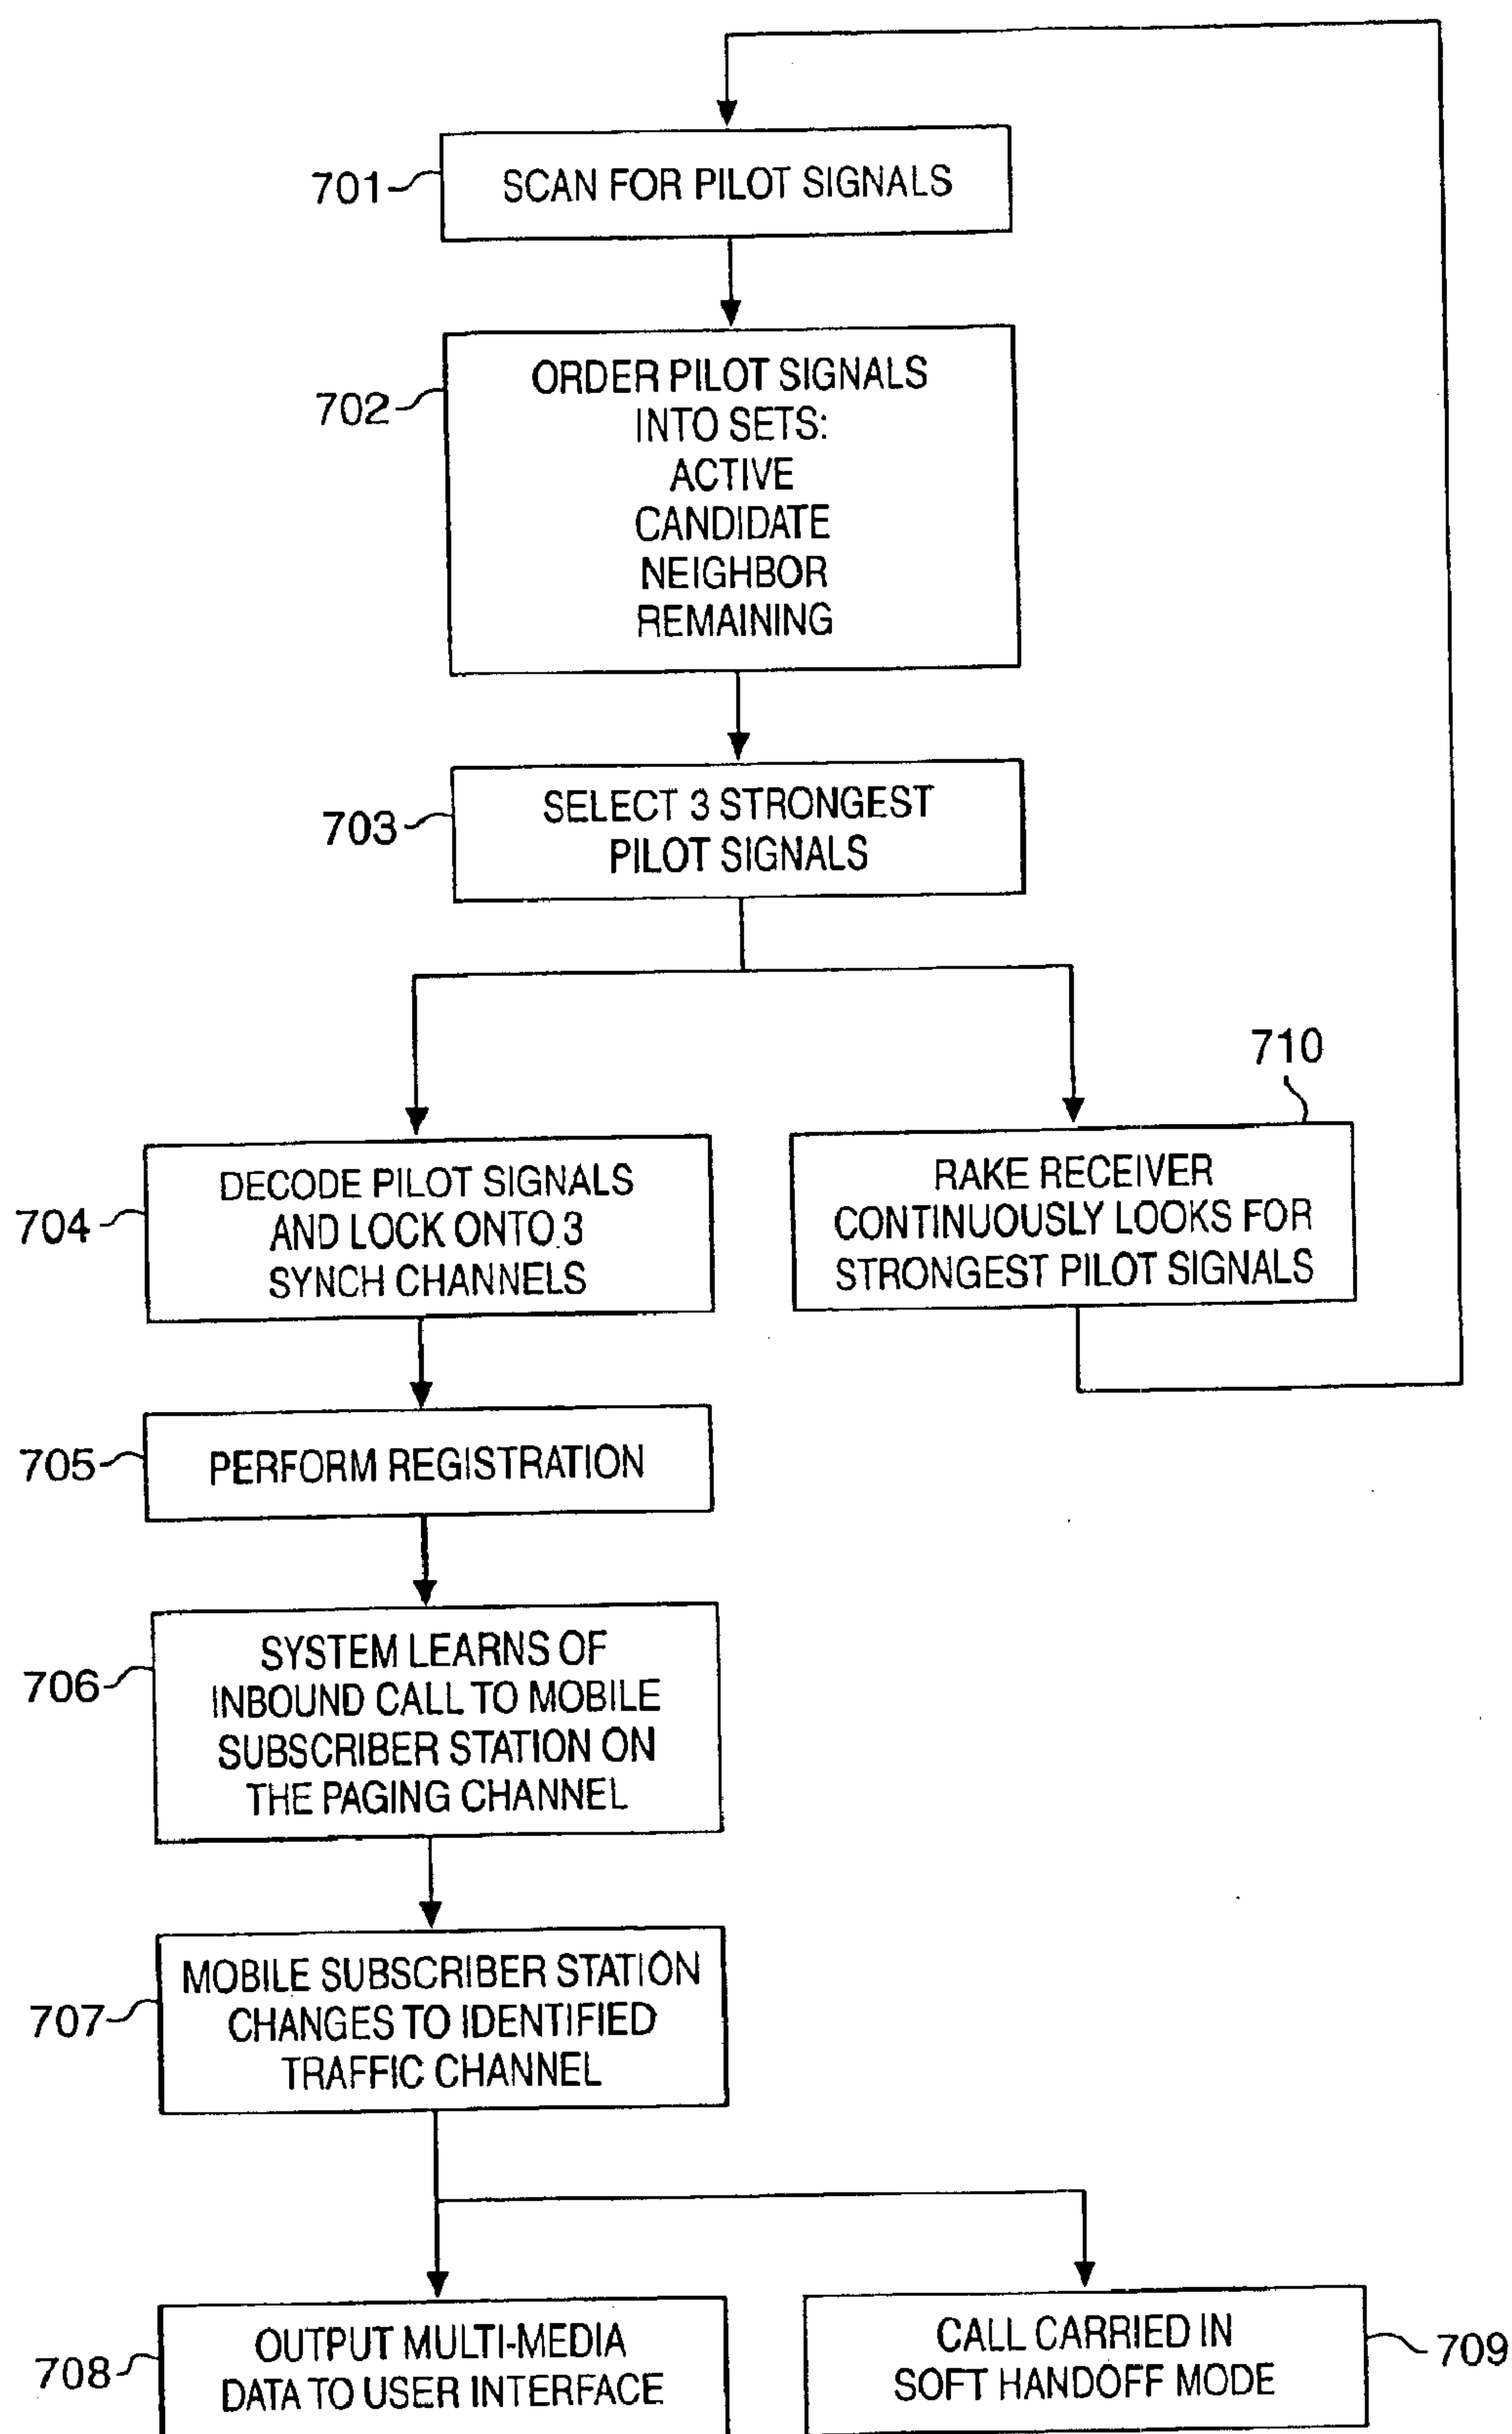 701
SCAN FOR PILOT SIGNALS
702
ORDER PILOT SIGNALS
INTO SETS:
ACTIVE
CANDIDATE
NEIGHBOR
REMAINING
703
SELECT 3 STRONGEST
PILOT SIGNALS
704
DECODE PILOT SIGNALS
AND LOCK ONTO 3
SYNCH CHANNELS
710
RAKE RECEIVER
CONTINUOUSLY LOOKS FOR
STRONGEST PILOT SIGNALS
705
PERFORM REGISTRATION
706
SYSTEM LEARNS OF
INBOUND CALL TO MOBILE
SUBSCRIBER STATION ON
THE PAGING CHANNEL
707
MOBILE SUBSCRIBER STATION
CHANGES TO IDENTIFIED
TRAFFIC CHANNEL
708
OUTPUT MULTI-MEDIA
DATA TO USER INTERFACE
CALL CARRIED IN
SOFT HANDOFF MODE
709